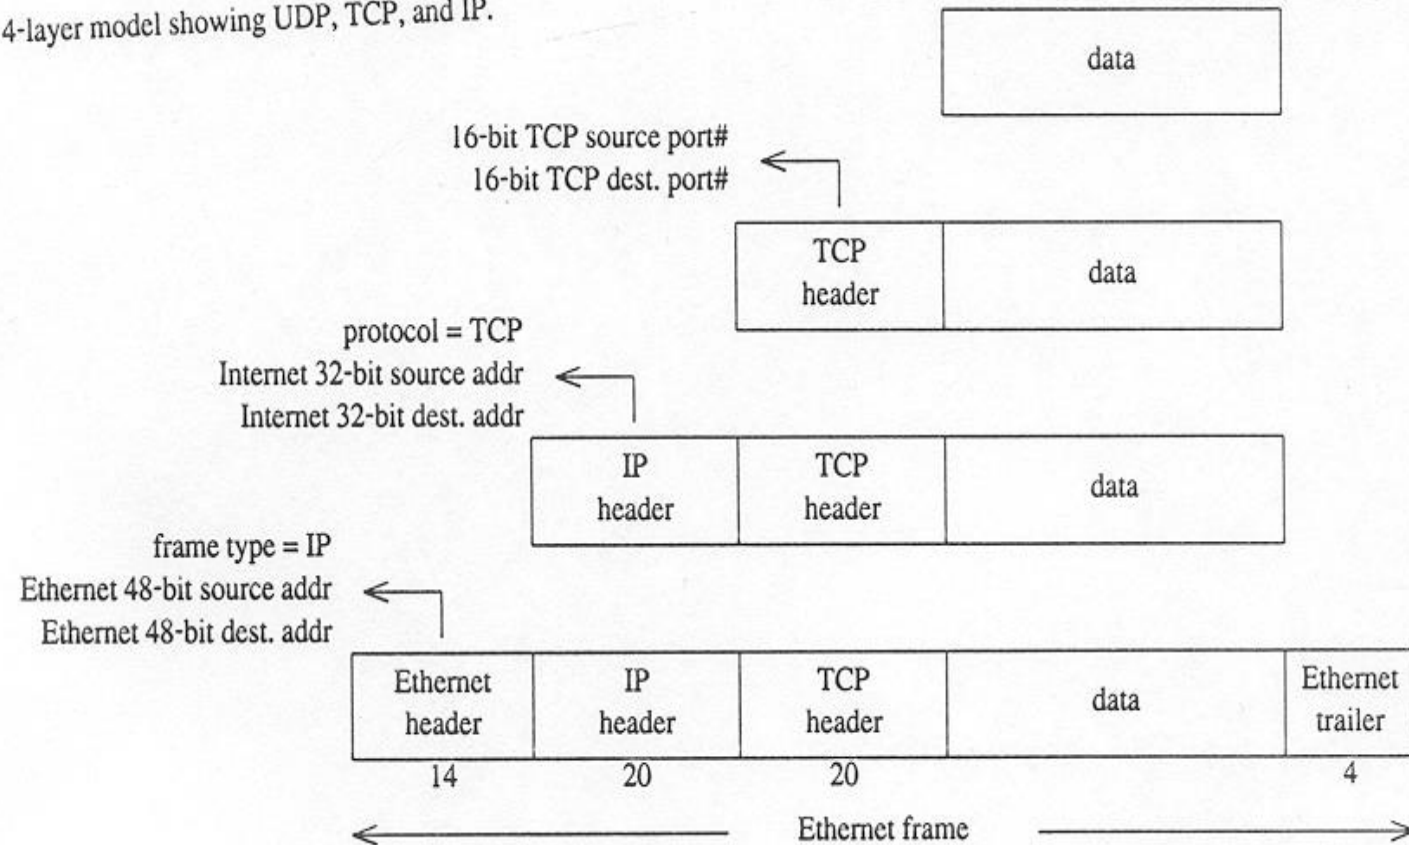 4-layer model showing UDP, TCP, and IP.
data
16-bit TCP source port#
16-bit TCP dest. port#
TCP
header
data
protocol = TCP
Internet 32-bit source addr
Internet 32-bit dest. addr
IP
header
TCP
header
data
frame type = IP
Ethernet 48-bit source addr
Ethernet 48-bit dest. addr
Ethernet
header
IP
header
TCP
header
data
Ethernet
trailer
14
20
20
4
Ethernet frame